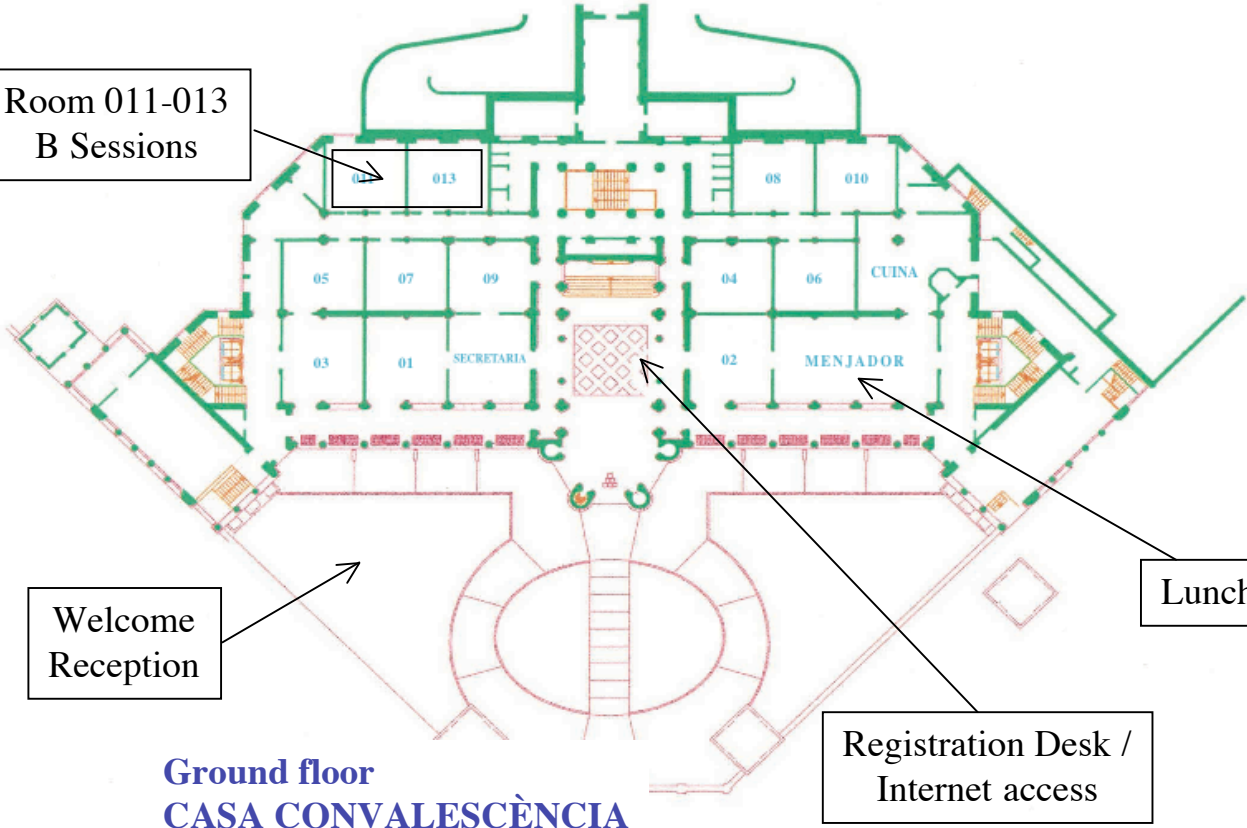 Room 011-013
B Sessions
011
013
08
010
05
07
09
04
06
CUINA
03
01
SECRETARIA
02
MENJADOR
Welcome
Reception
Lunch
Registration Desk /
Internet access
Ground floor
CASA CONVALESCÈNCIA